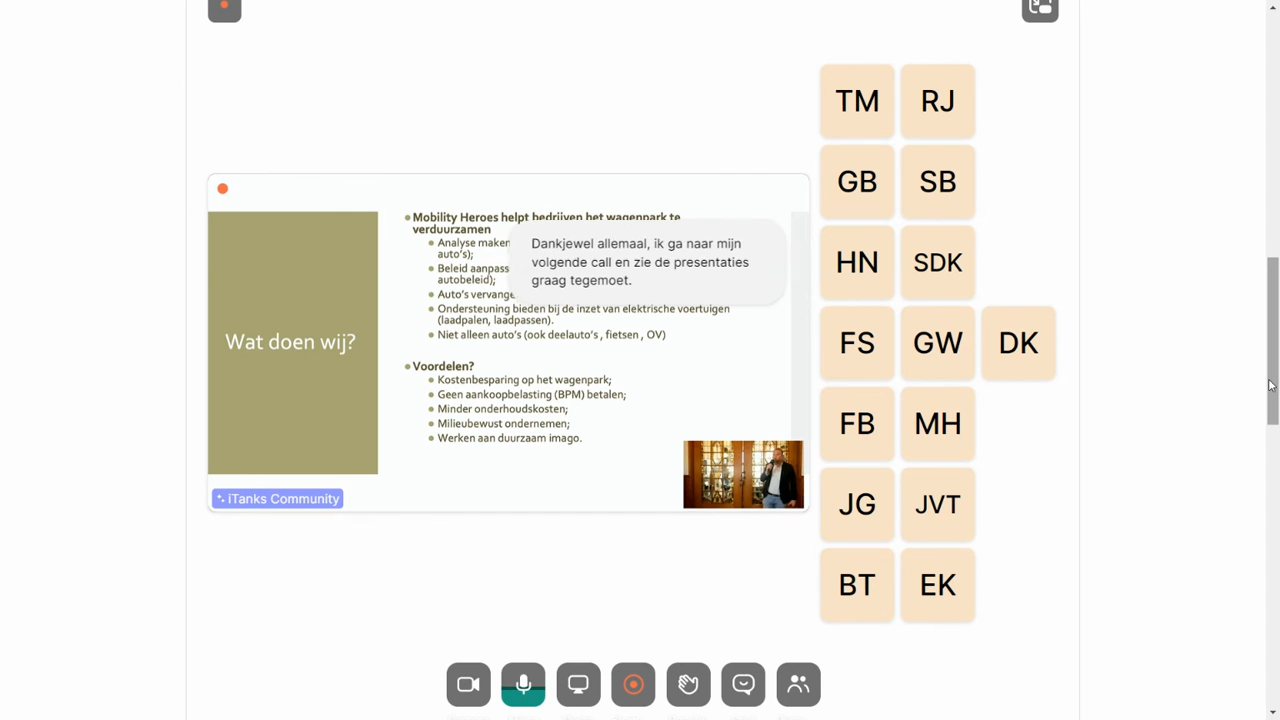 Wat doen wij?
Mobility Heroes helpt bedrijven het wagenpark te
verduurzamen
Analyse maken
auto's);
Beleid
autobeleid);
Auto's
Ondersteuning bieden bij de inzet van elektrische voertuigen
(laadpalen, laadpassen).
Niet alleen auto's (ook deelauto's , fietsen , OV)
Voordelen?
Kostenbesparing op het wagenpark;
Geen aankoopbelasting (BPM) betalen;
Minder onderhoudskosten;
Milieubewust ondernemen;
Werken aan duurzaam imago.
Dankjewel allemaal, ik ga naar mijn
volgende call en zie de presentaties
graag tegemoet.
iTanks Community
TM RJ
GB SB
HN SDK
FS GW DK
FB MH
JG JVT
BT EK